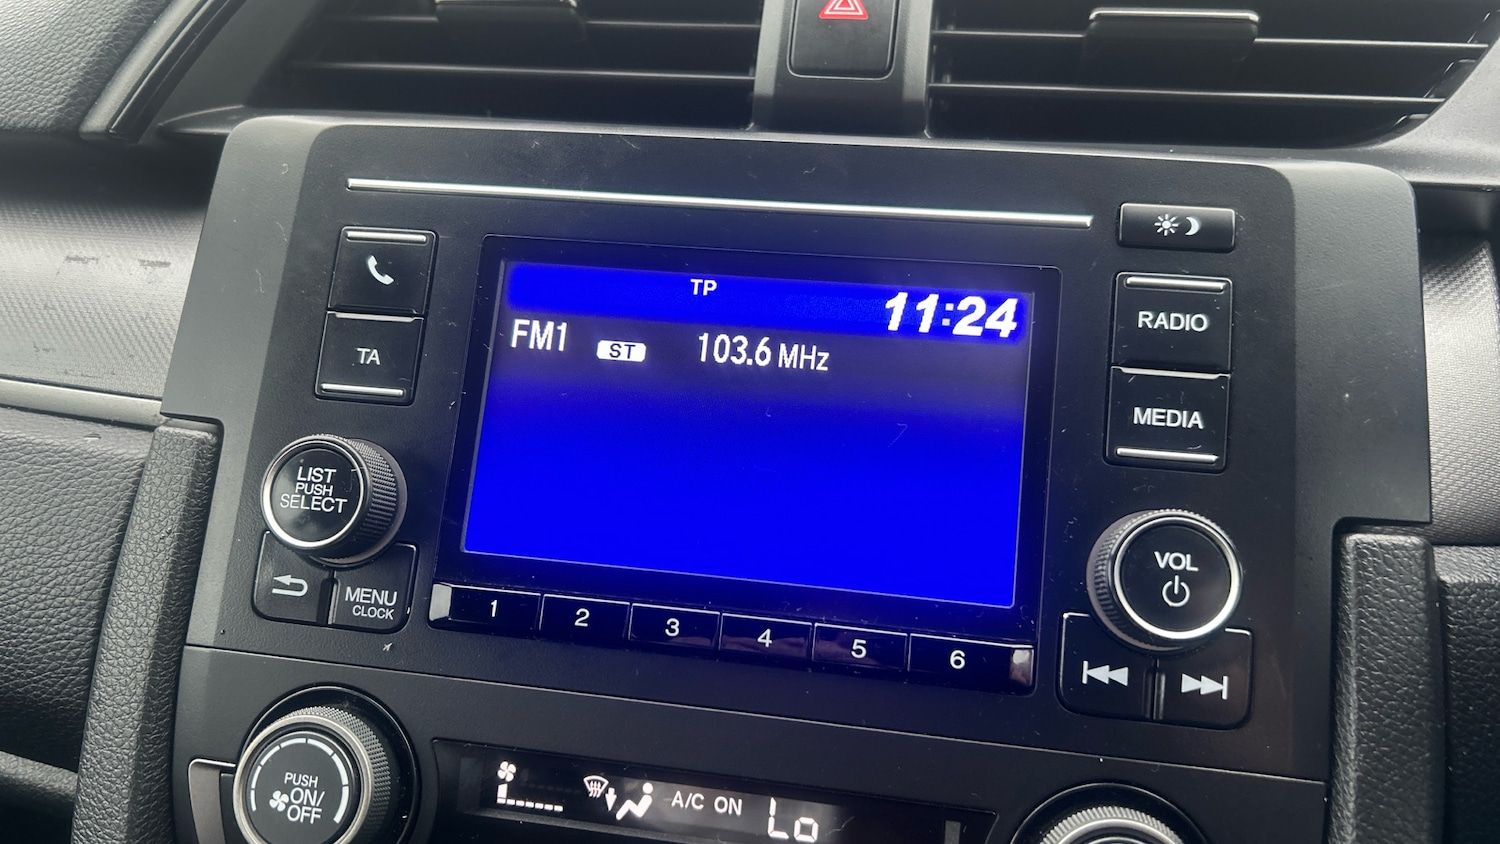 TP
11:24
FM1 ST 103.6 MHz
TA
RADIO
MEDIA
LIST
PUSH
SELECT
MENU
CLOCK
VOL
1 2 3 4 5 6
PUSH
ON/
OFF
A/C ON Lo